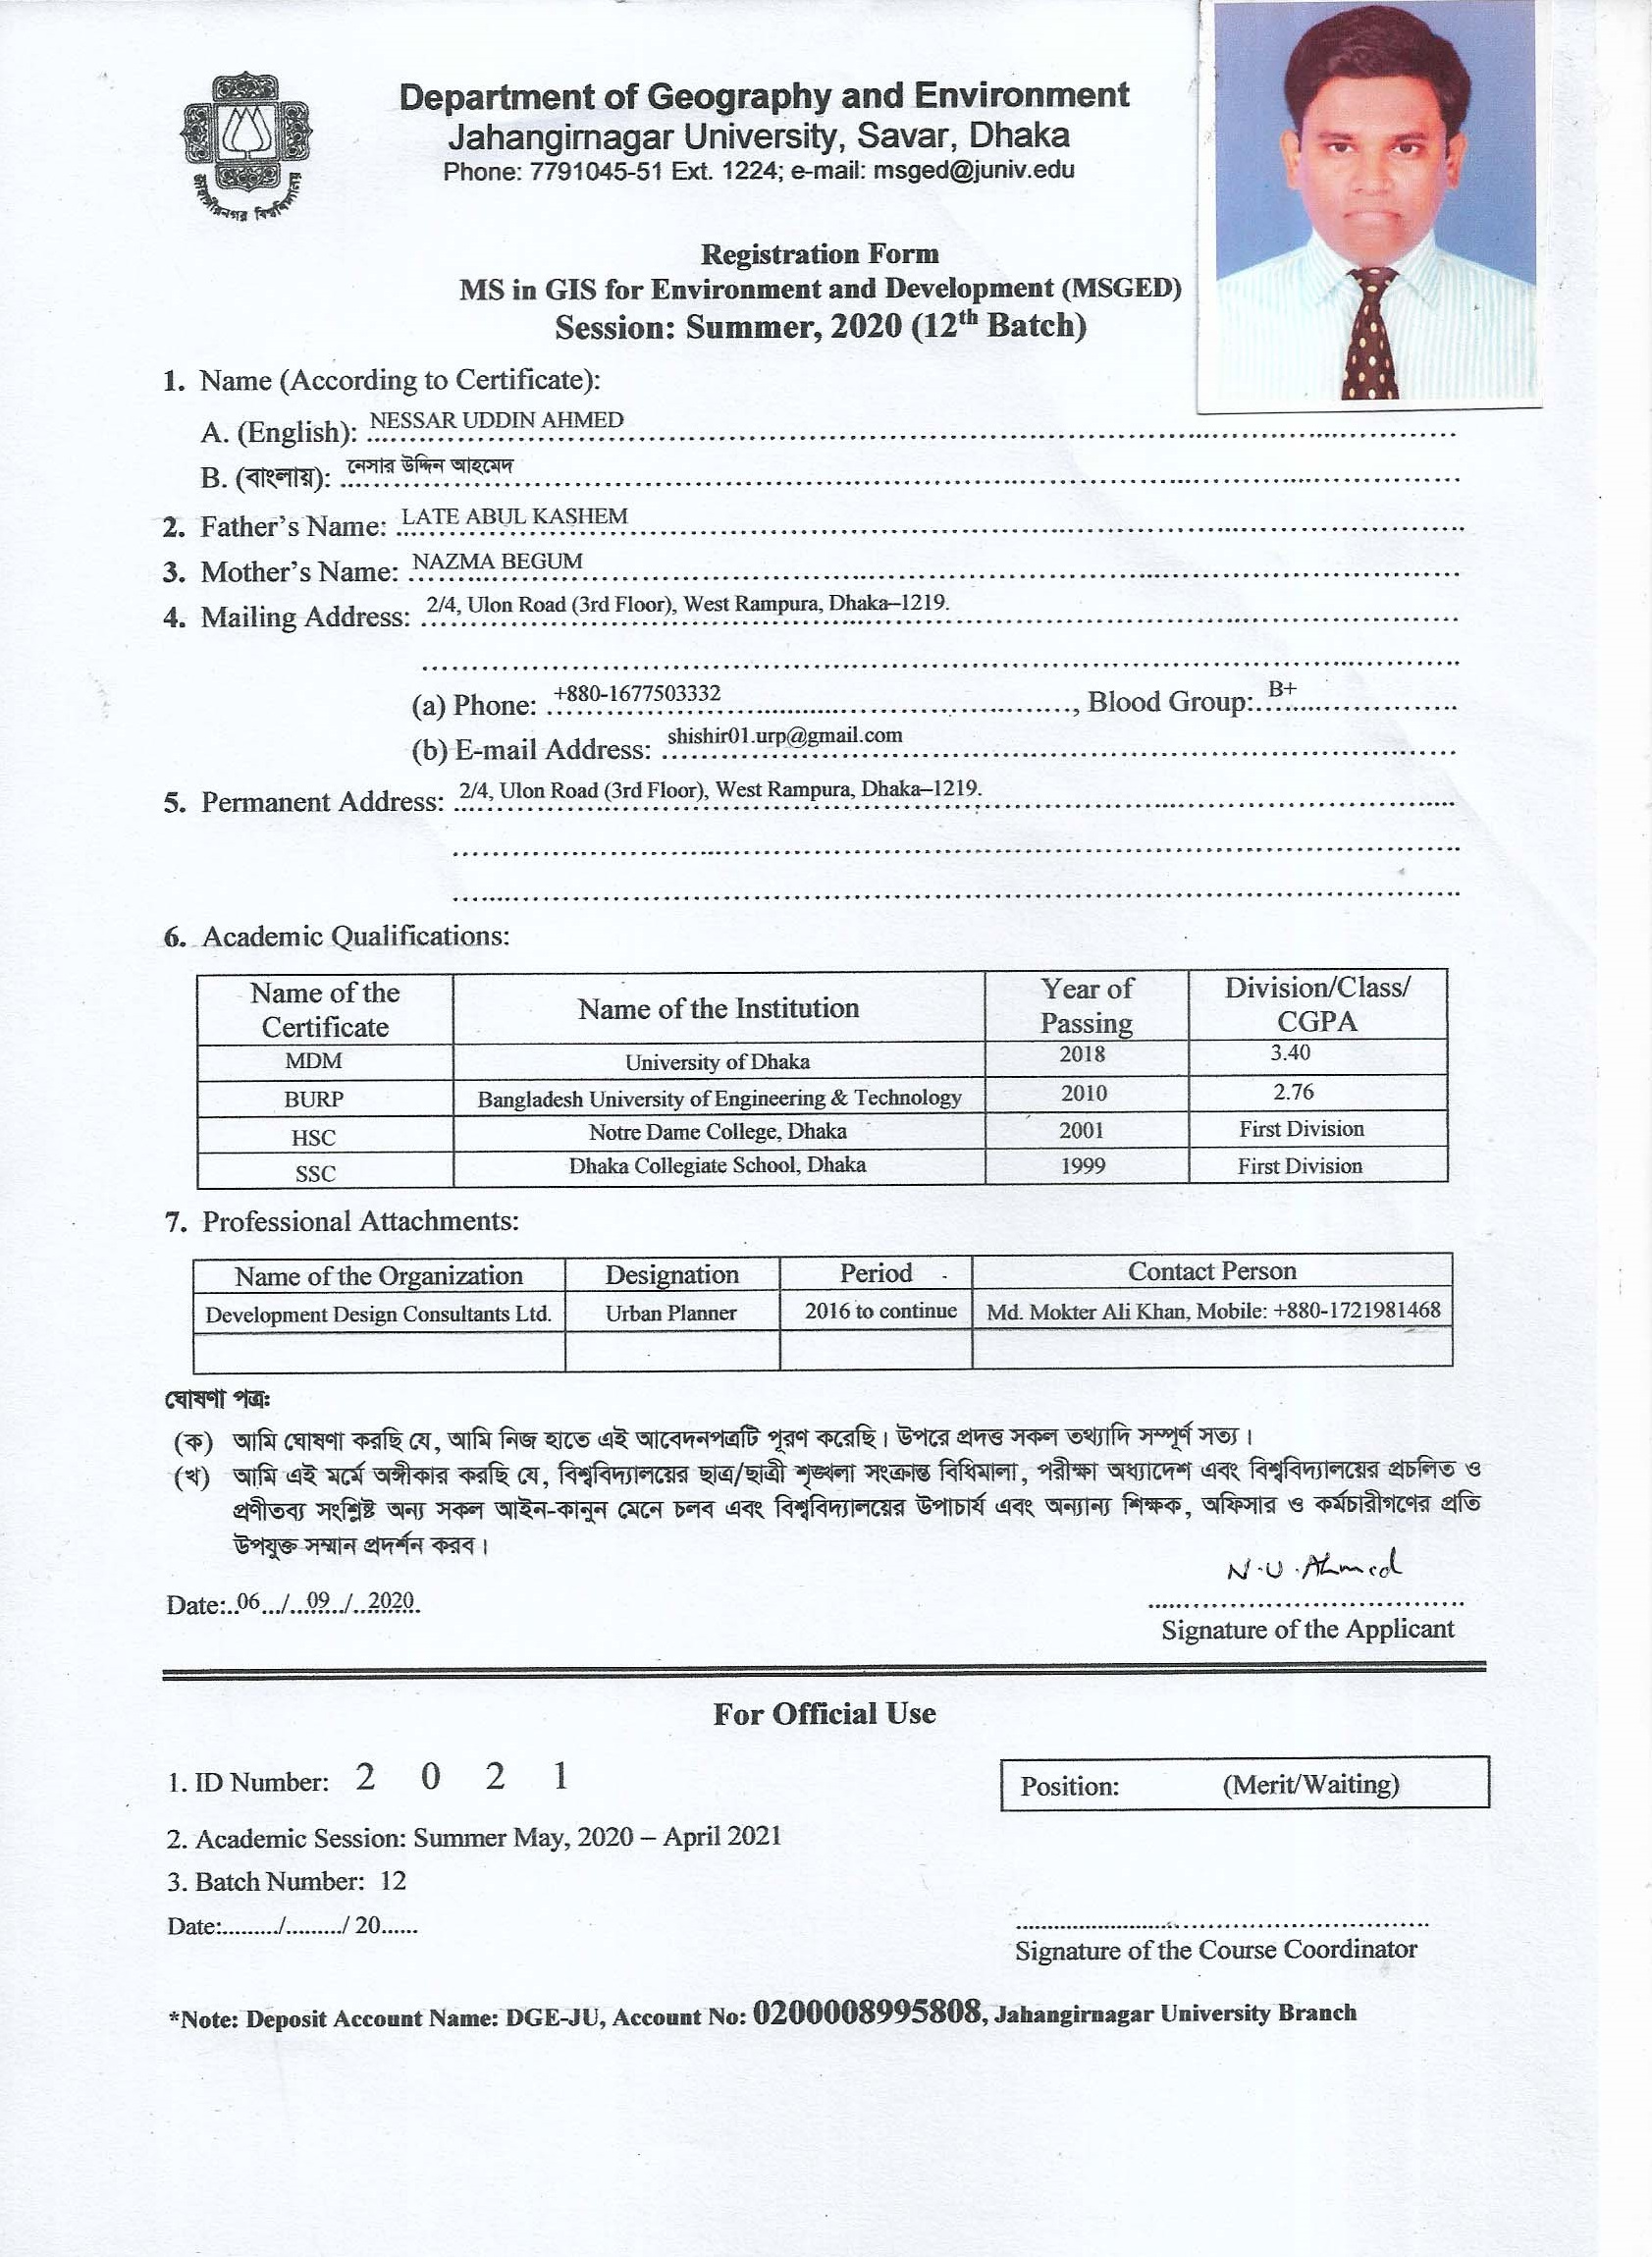 Department of Geography and Environment
Jahangirnagar University, Savar, Dhaka
Phone: 7791045-51 Ext. 1224; e-mail: msged@juniv.edu
জাহাঙ্গীরনগর বিশ্ববিদ্যালয়
Registration Form
MS in GIS for Environment and Development (MSGED)
Session: Summer, 2020 (12th Batch)
1. Name (According to Certificate):
A. (English): NESSAR UDDIN AHMED
B. (বাংলায়): নেসার উদ্দিন আহমেদ
2. Father's Name: LATE ABUL KASHEM
3. Mother's Name: NAZMA BEGUM
4. Mailing Address: 2/4, Ulon Road (3rd Floor), West Rampura, Dhaka–1219.
(a) Phone: +880-1677503332, Blood Group: B+
(b) E-mail Address: shishir01.urp@gmail.com
5. Permanent Address: 2/4, Ulon Road (3rd Floor), West Rampura, Dhaka–1219.
6. Academic Qualifications:
Name of the Certificate Name of the Institution Year of Passing Division/Class/ CGPA
MDM University of Dhaka 2018 3.40
BURP Bangladesh University of Engineering & Technology 2010 2.76
HSC Notre Dame College, Dhaka 2001 First Division
SSC Dhaka Collegiate School, Dhaka 1999 First Division
7. Professional Attachments:
Name of the Organization Designation Period Contact Person
Development Design Consultants Ltd. Urban Planner 2016 to continue Md. Mokter Ali Khan, Mobile: +880-1721981468
ঘোষণা পত্র:
(ক) আমি ঘোষণা করছি যে, আমি নিজ হাতে এই আবেদনপত্রটি পূরণ করেছি। উপরে প্রদত্ত সকল তথ্যাদি সম্পূর্ণ সত্য।
(খ) আমি এই মর্মে অঙ্গীকার করছি যে, বিশ্ববিদ্যালয়ের ছাত্র/ছাত্রী শৃঙ্খলা সংক্রান্ত বিধিমালা, পরীক্ষা অধ্যাদেশ এবং বিশ্ববিদ্যালয়ের প্রচলিত ও
প্রণীতব্য সংশ্লিষ্ট অন্য সকল আইন-কানুন মেনে চলব এবং বিশ্ববিদ্যালয়ের উপাচার্য এবং অন্যান্য শিক্ষক, অফিসার ও কর্মচারীগণের প্রতি
উপযুক্ত সম্মান প্রদর্শন করব।
N.U.Ahmed
Date: 06/09/2020
Signature of the Applicant
For Official Use
1. ID Number: 2 0 2 1
Position: (Merit/Waiting)
2. Academic Session: Summer May, 2020 – April 2021
3. Batch Number: 12
Date:........./........./ 20......
Signature of the Course Coordinator
*Note: Deposit Account Name: DGE-JU, Account No: 0200008995808, Jahangirnagar University Branch